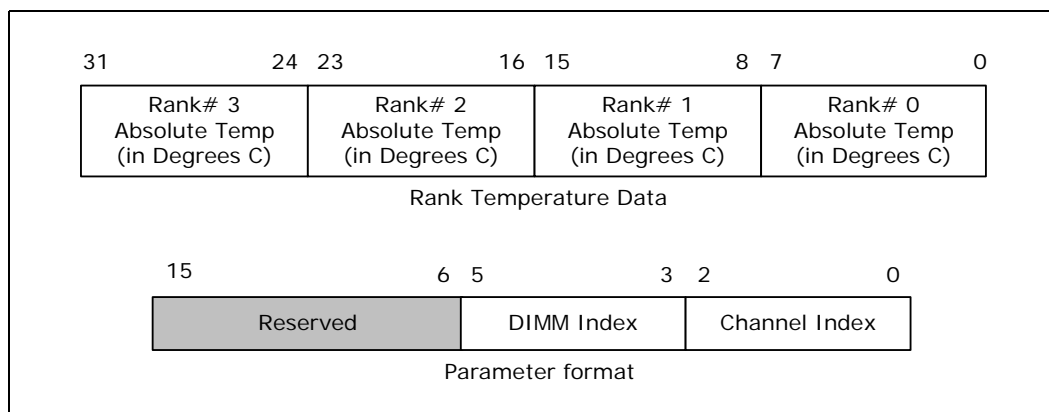 31 24 23 16 15 8 7 0
Rank# 3 Rank# 2 Rank# 1 Rank# 0
Absolute Temp Absolute Temp Absolute Temp Absolute Temp
(in Degrees C) (in Degrees C) (in Degrees C) (in Degrees C)
Rank Temperature Data
15 6 5 3 2 0
Reserved DIMM Index Channel Index
Parameter format